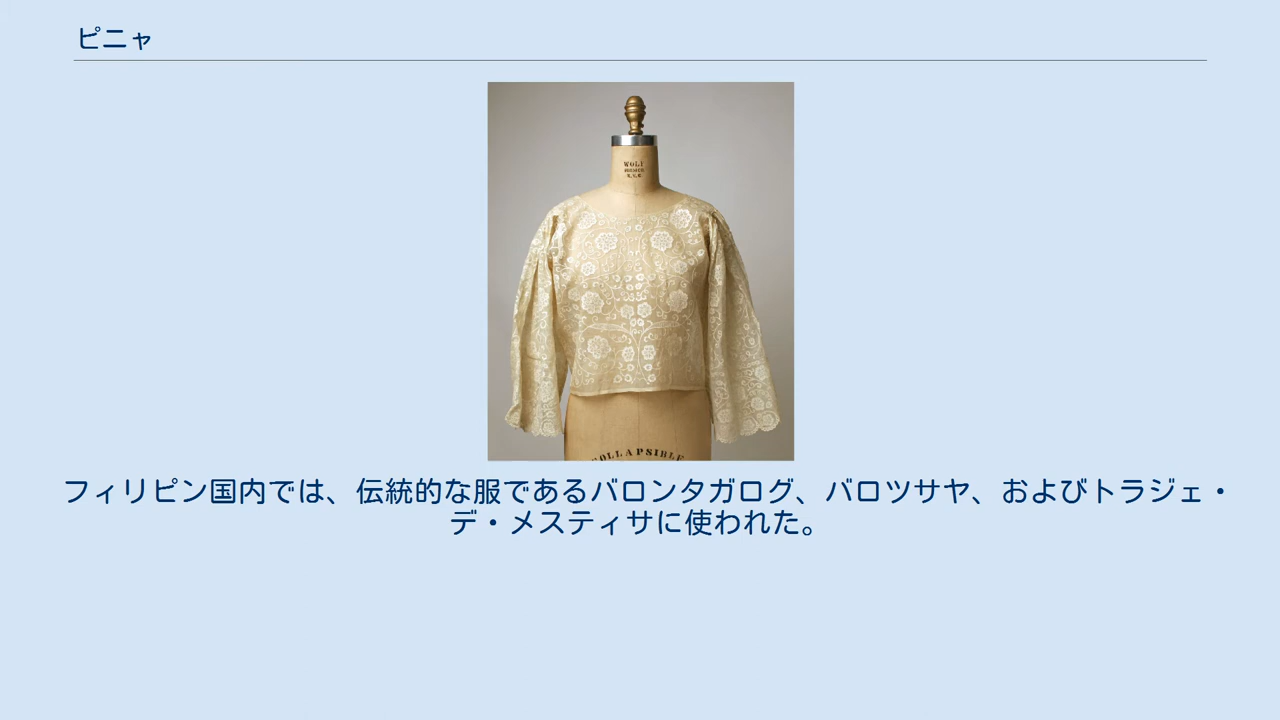 ピニャ
WOLF
COLLAPSIBLE
フィリピン国内では、伝統的な服であるバロンタガログ、バロツサヤ、およびトラジェ・
デ・メスティサに使われた。